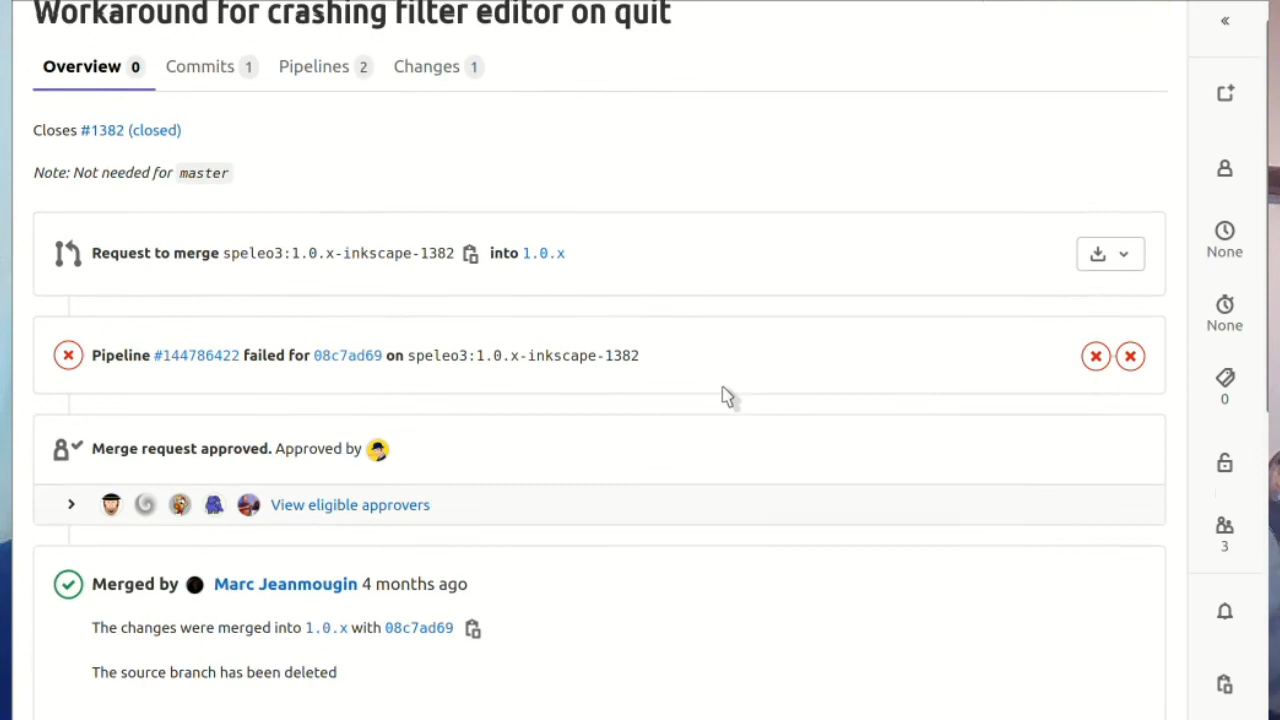 Workaround for crashing filter editor on quit
Overview 0 Commits 1 Pipelines 2 Changes 1
Closes #1382 (closed)
Note: Not needed for master
Request to merge speleo3:1.0.x-inkscape-1382 into 1.0.x
None
None
Pipeline #144786422 failed for 08c7ad69 on speleo3:1.0.x-inkscape-1382
0
Merge request approved. Approved by
View eligible approvers
3
Merged by Marc Jeanmougin 4 months ago
The changes were merged into 1.0.x with 08c7ad69
The source branch has been deleted